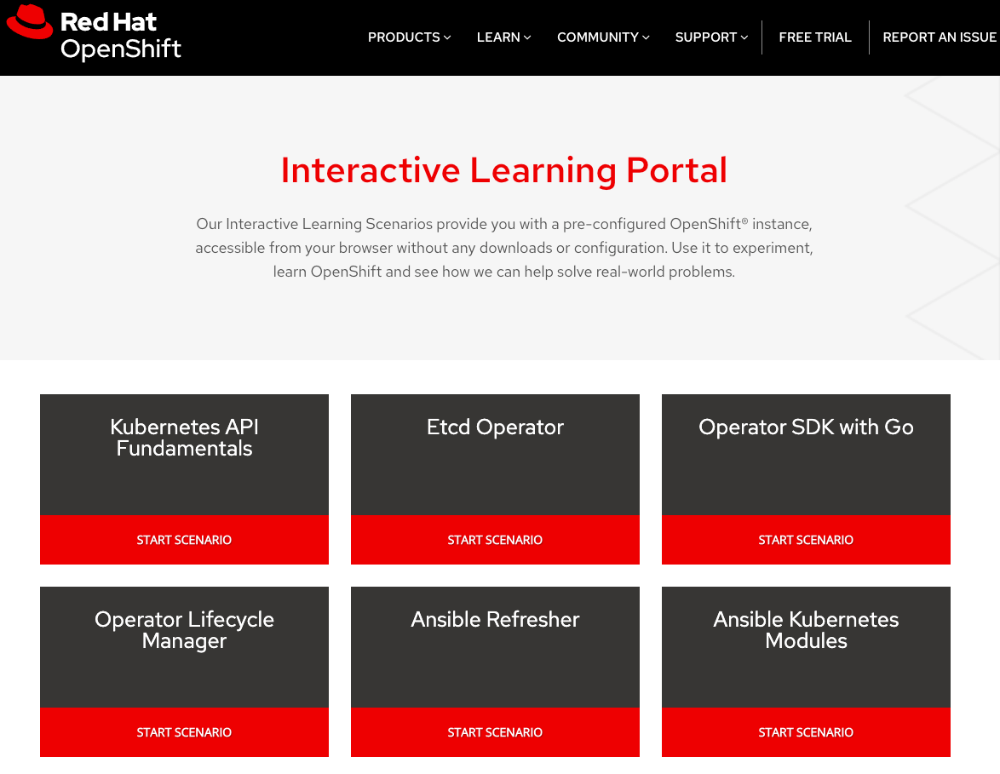 Red Hat
OpenShift
PRODUCTS LEARN COMMUNITY SUPPORT FREE TRIAL REPORT AN ISSUE
Interactive Learning Portal
Our Interactive Learning Scenarios provide you with a pre-configured OpenShift® instance,
accessible from your browser without any downloads or configuration. Use it to experiment,
learn OpenShift and see how we can help solve real-world problems.
Kubernetes API
Fundamentals
START SCENARIO
Etcd Operator
START SCENARIO
Operator SDK with Go
START SCENARIO
Operator Lifecycle
Manager
START SCENARIO
Ansible Refresher
START SCENARIO
Ansible Kubernetes
Modules
START SCENARIO